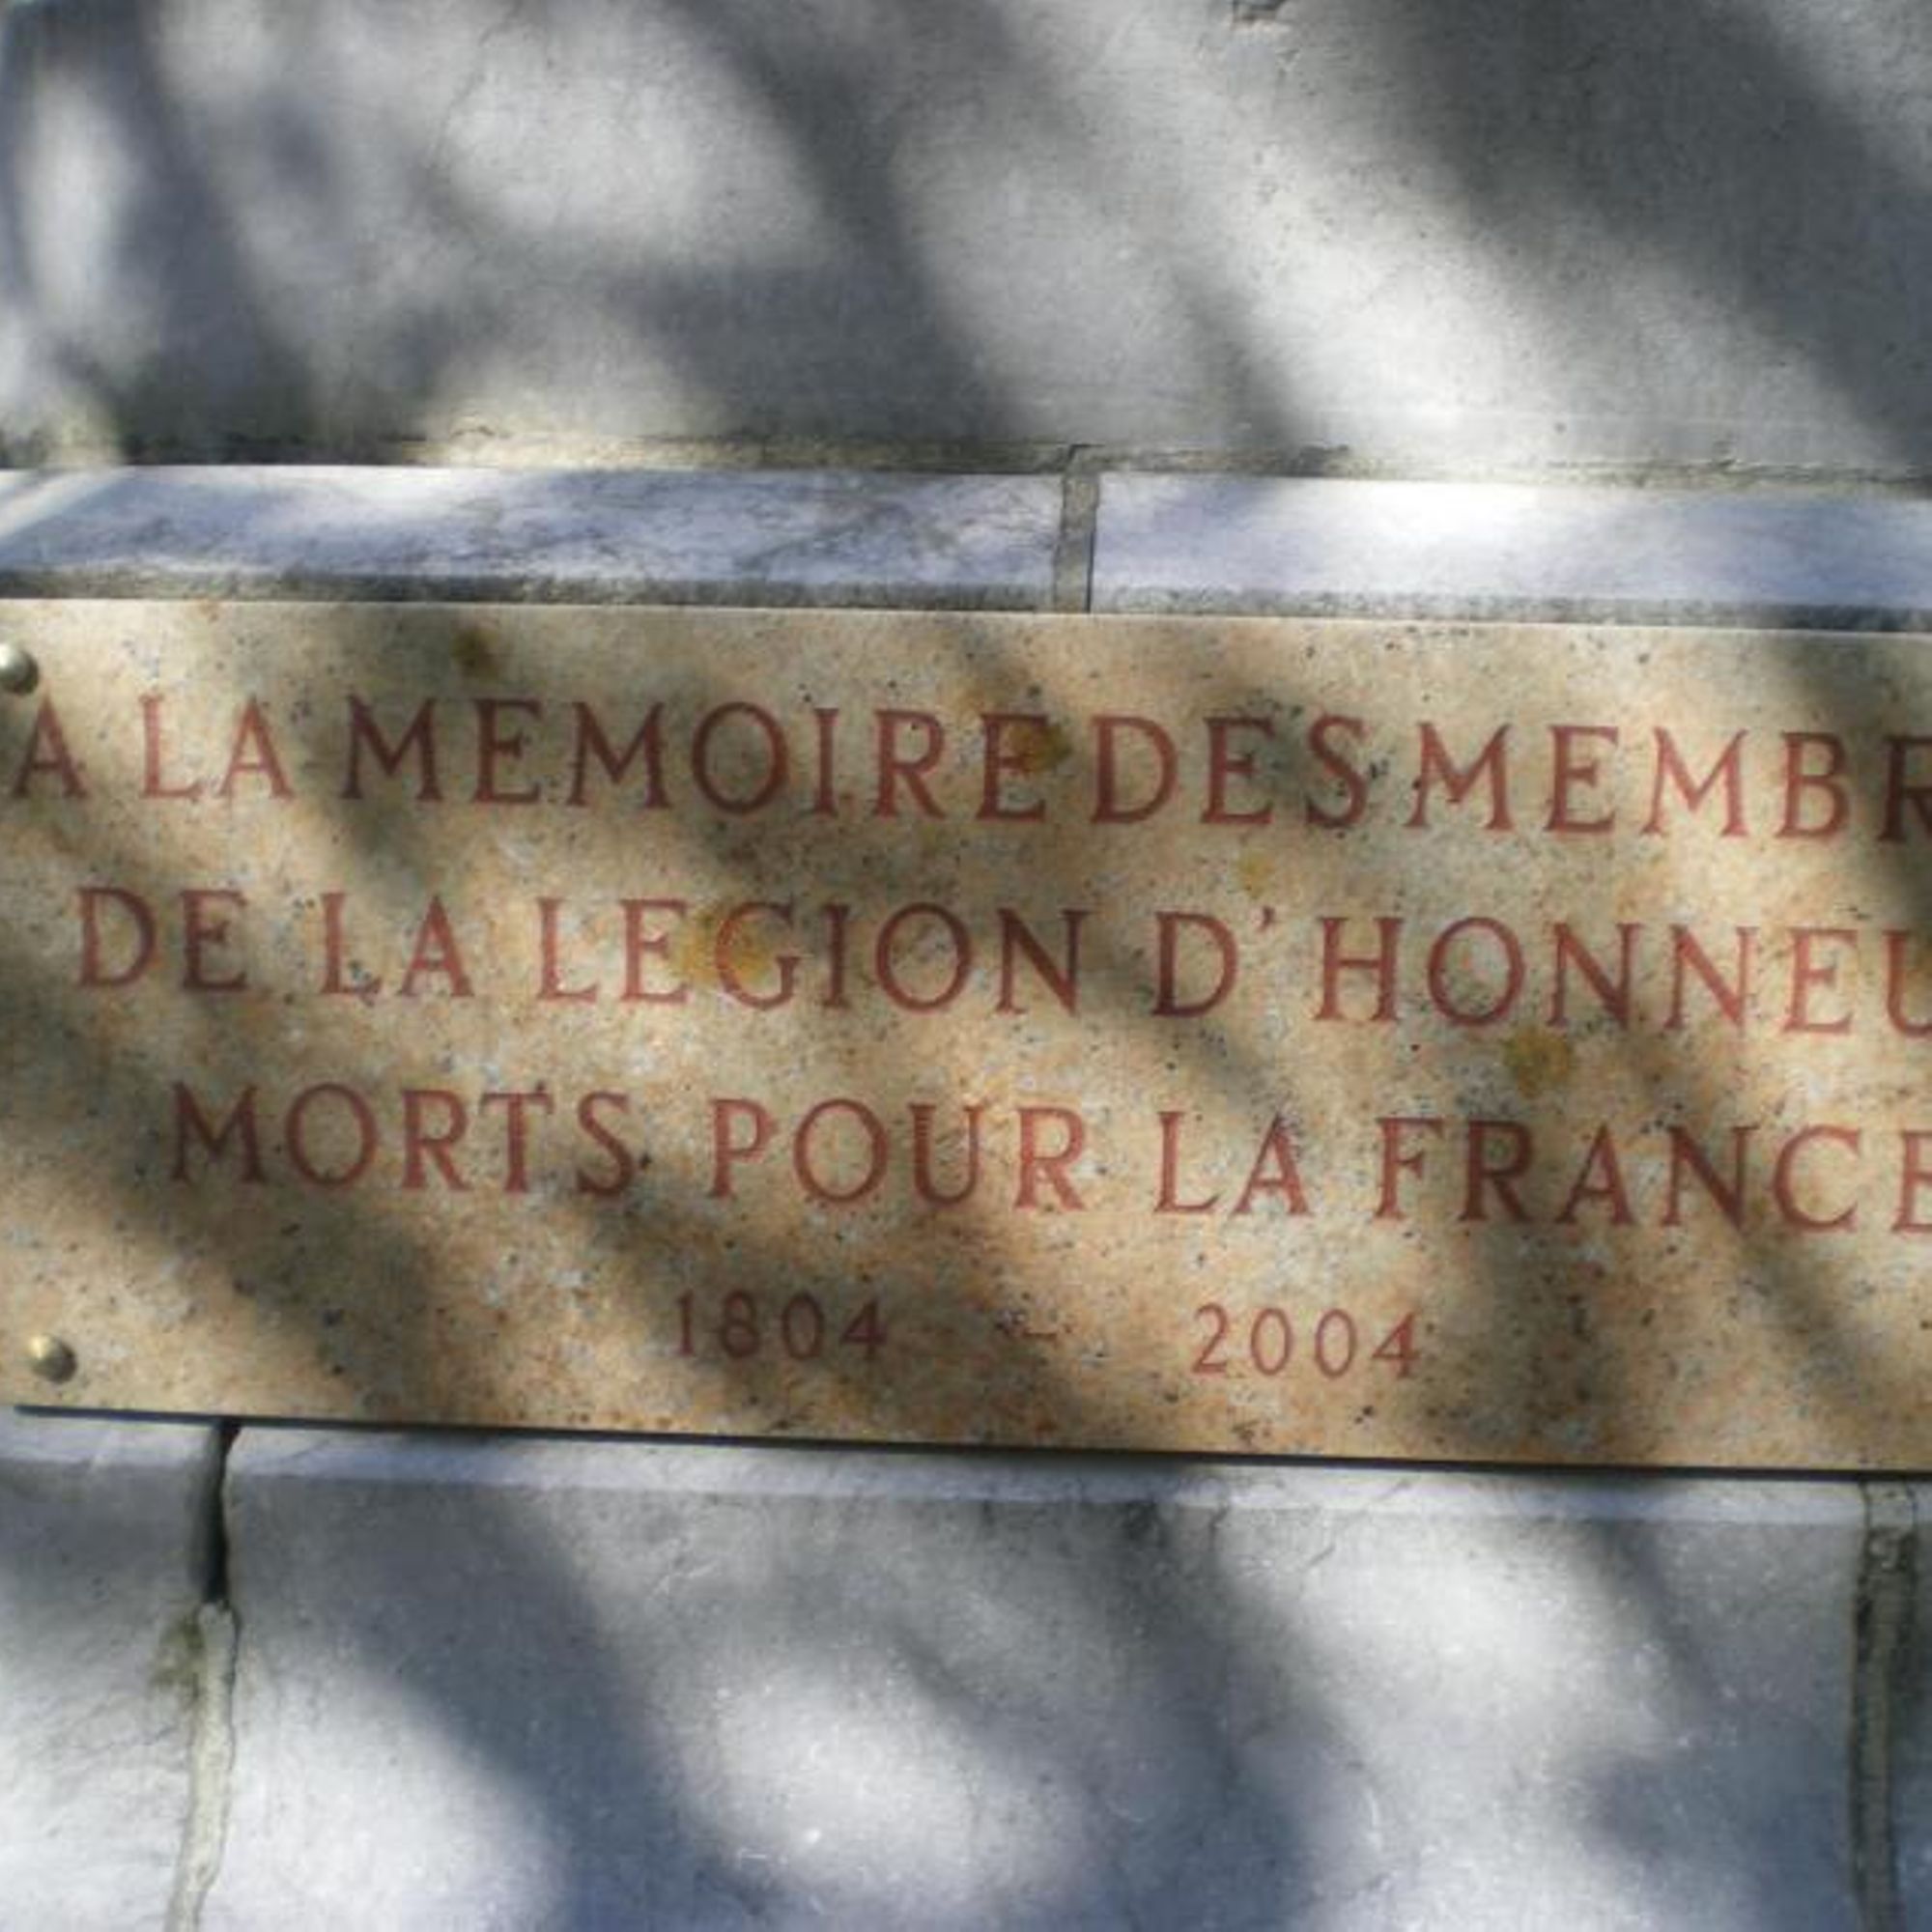 A LA MEMOIRE DES MEMBR
DE LA LEGION D'HONNEU
MORTS POUR LA FRANCE
1804 - 2004